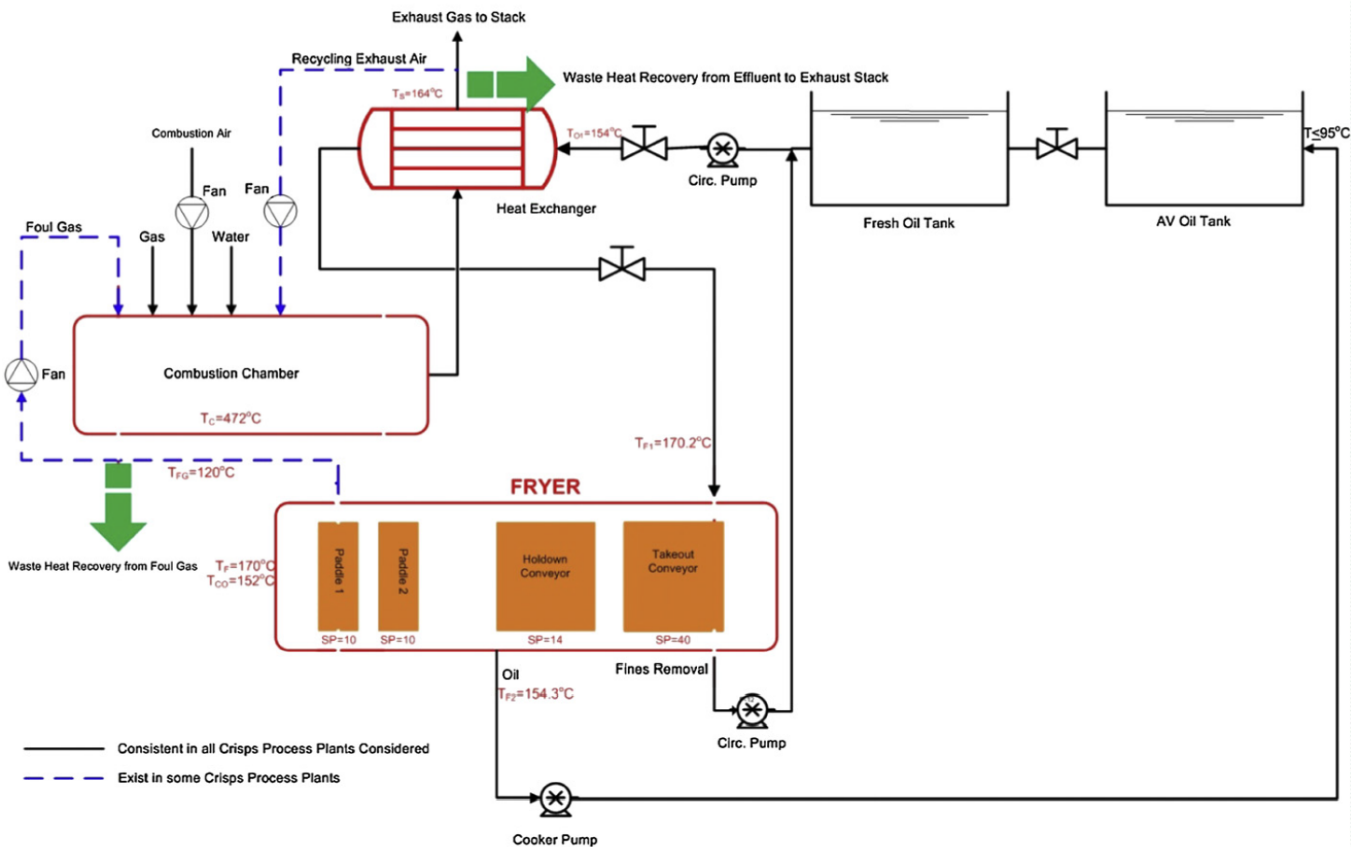 Exhaust Gas to Stack
Recycling Exhaust Air
Waste Heat Recovery from Effluent to Exhaust Stack
TS=164°C
Combustion Air
TO1=154°C
T≤95°C
Circ. Pump
Fan
Fan
Heat Exchanger
Fresh Oil Tank
AV Oil Tank
Foul Gas
Gas
Water
Fan
Combustion Chamber
TC=472°C
TF1=170.2°C
TFG=120°C
FRYER
Waste Heat Recovery from Foul Gas
TF=170°C
TCO=152°C
Paddle 1
Paddle 2
Holdown
Conveyor
Takeout
Conveyor
SP=10
SP=10
SP=14
SP=40
Oil
TF2=154.3°C
Fines Removal
Circ. Pump
Consistent in all Crisps Process Plants Considered
Exist in some Crisps Process Plants
Cooker Pump